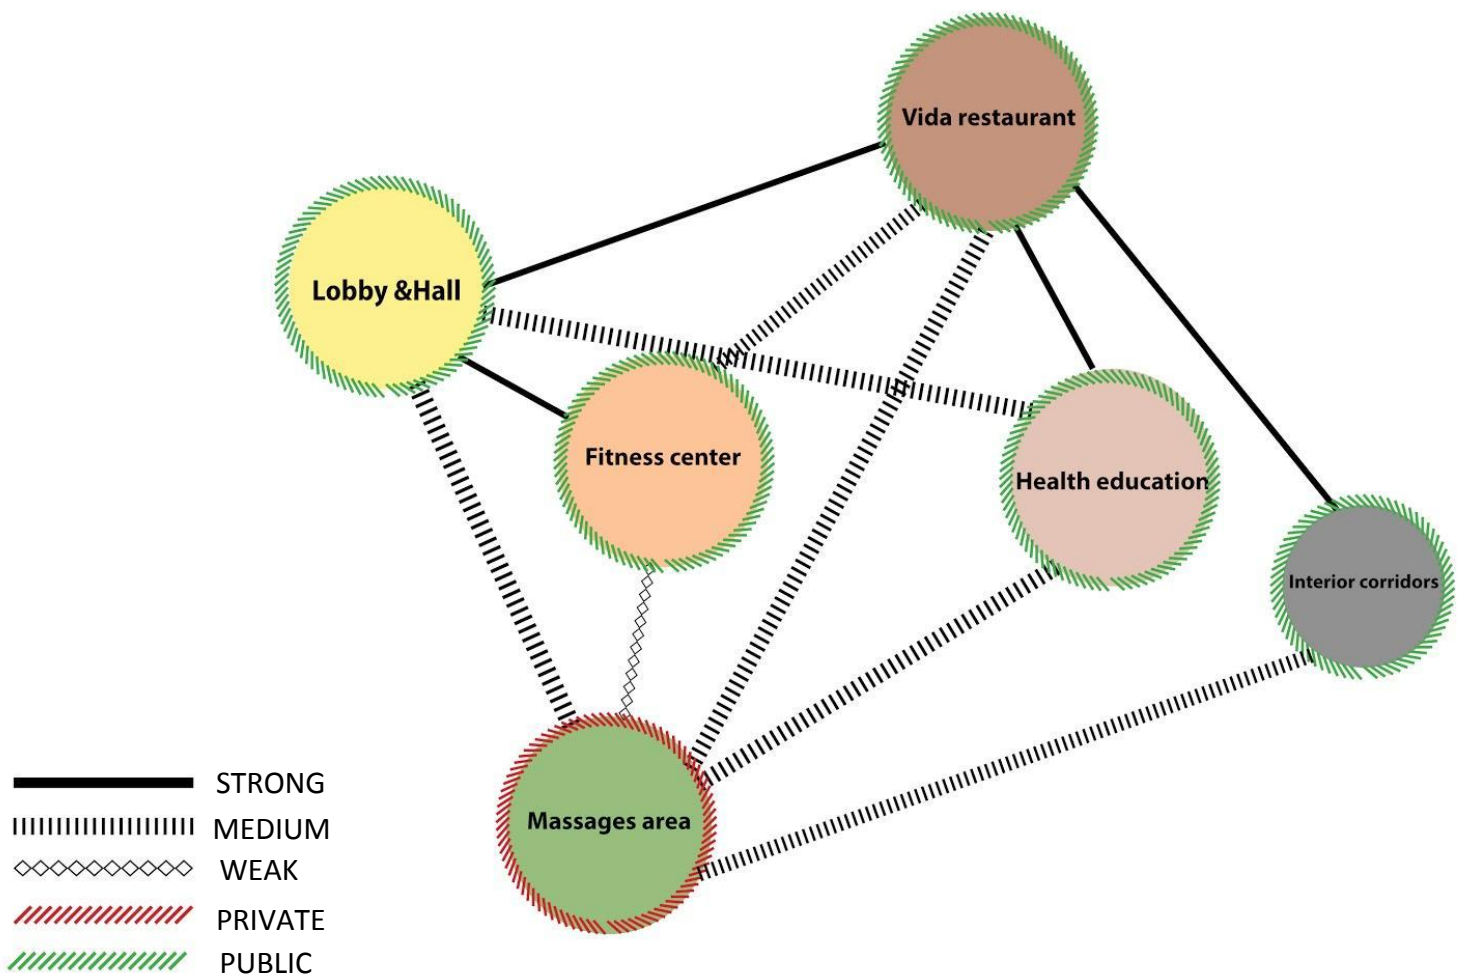 Vida restaurant
Lobby &Hall
Fitness center
Health education
Interior corridors
Massages area
STRONG
MEDIUM
WEAK
PRIVATE
PUBLIC